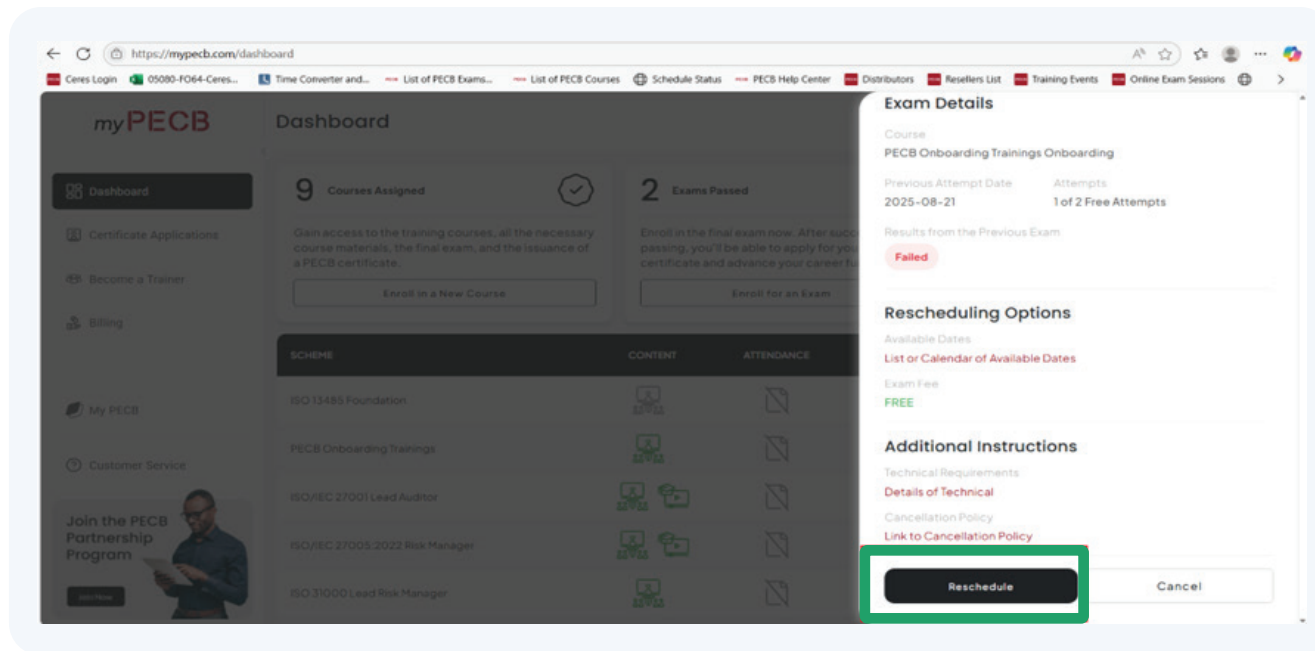 https://mypecb.com/dashboard
Ceres Login 05080-FO64-Ceres... Time Converter and... List of PECB Exams... List of PECB Courses Schedule Status PECB Help Center Distributors Resellers List Training Events Online Exam Sessions
myPECB
Dashboard
Dashboard
Certificate Applications
Become a Trainer
Billing
My PECB
Customer Service
Join the PECB
Partnership
Program
Join Now
9 Courses Assigned
Gain access to the training courses, all the necessary
course materials, the final exam, and the issuance of
a PECB certificate.
Enroll in a New Course
2 Exams Passed
Enroll in the final exam now. After succ
passing, you'll be able to apply for you
certificate and advance your career fu
Enroll for an Exam
SCHEME CONTENT ATTENDANCE
ISO 13485 Foundation
PECB Onboarding Trainings
ISO/IEC 27001 Lead Auditor
ISO/IEC 27005:2022 Risk Manager
ISO 31000 Lead Risk Manager
Exam Details
Course
PECB Onboarding Trainings Onboarding
Previous Attempt Date Attempts
2025-08-21 1 of 2 Free Attempts
Results from the Previous Exam
Failed
Rescheduling Options
Available Dates
List or Calendar of Available Dates
Exam Fee
FREE
Additional Instructions
Technical Requirements
Details of Technical
Cancellation Policy
Link to Cancellation Policy
Reschedule Cancel